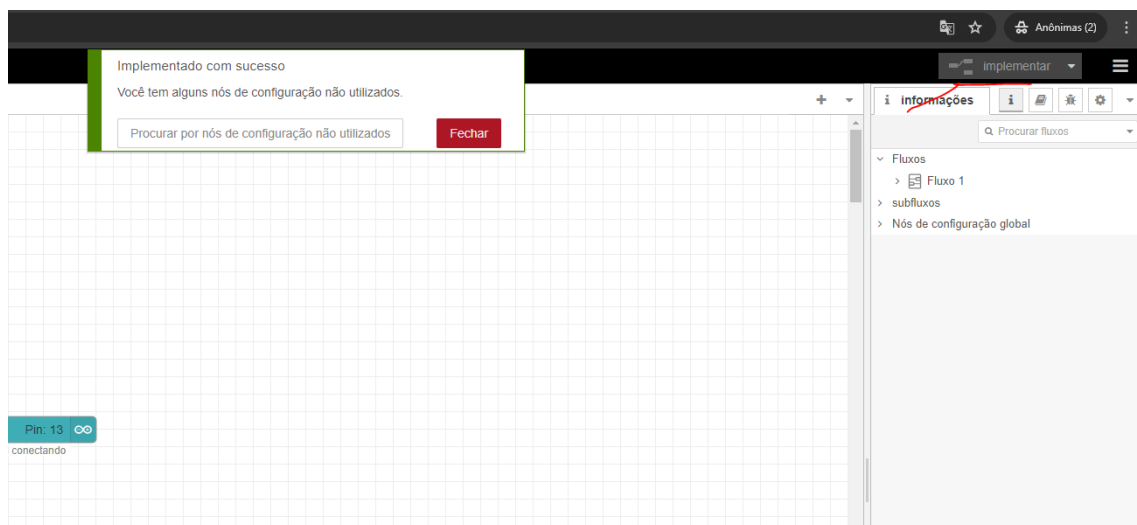 Anônimas (2)
implementar
Implementado com sucesso
Você tem alguns nós de configuração não utilizados.
Procurar por nós de configuração não utilizados
Fechar
i informações
Procurar fluxos
Fluxos
Fluxo 1
subfluxos
Nós de configuração global
Pin: 13
conectando